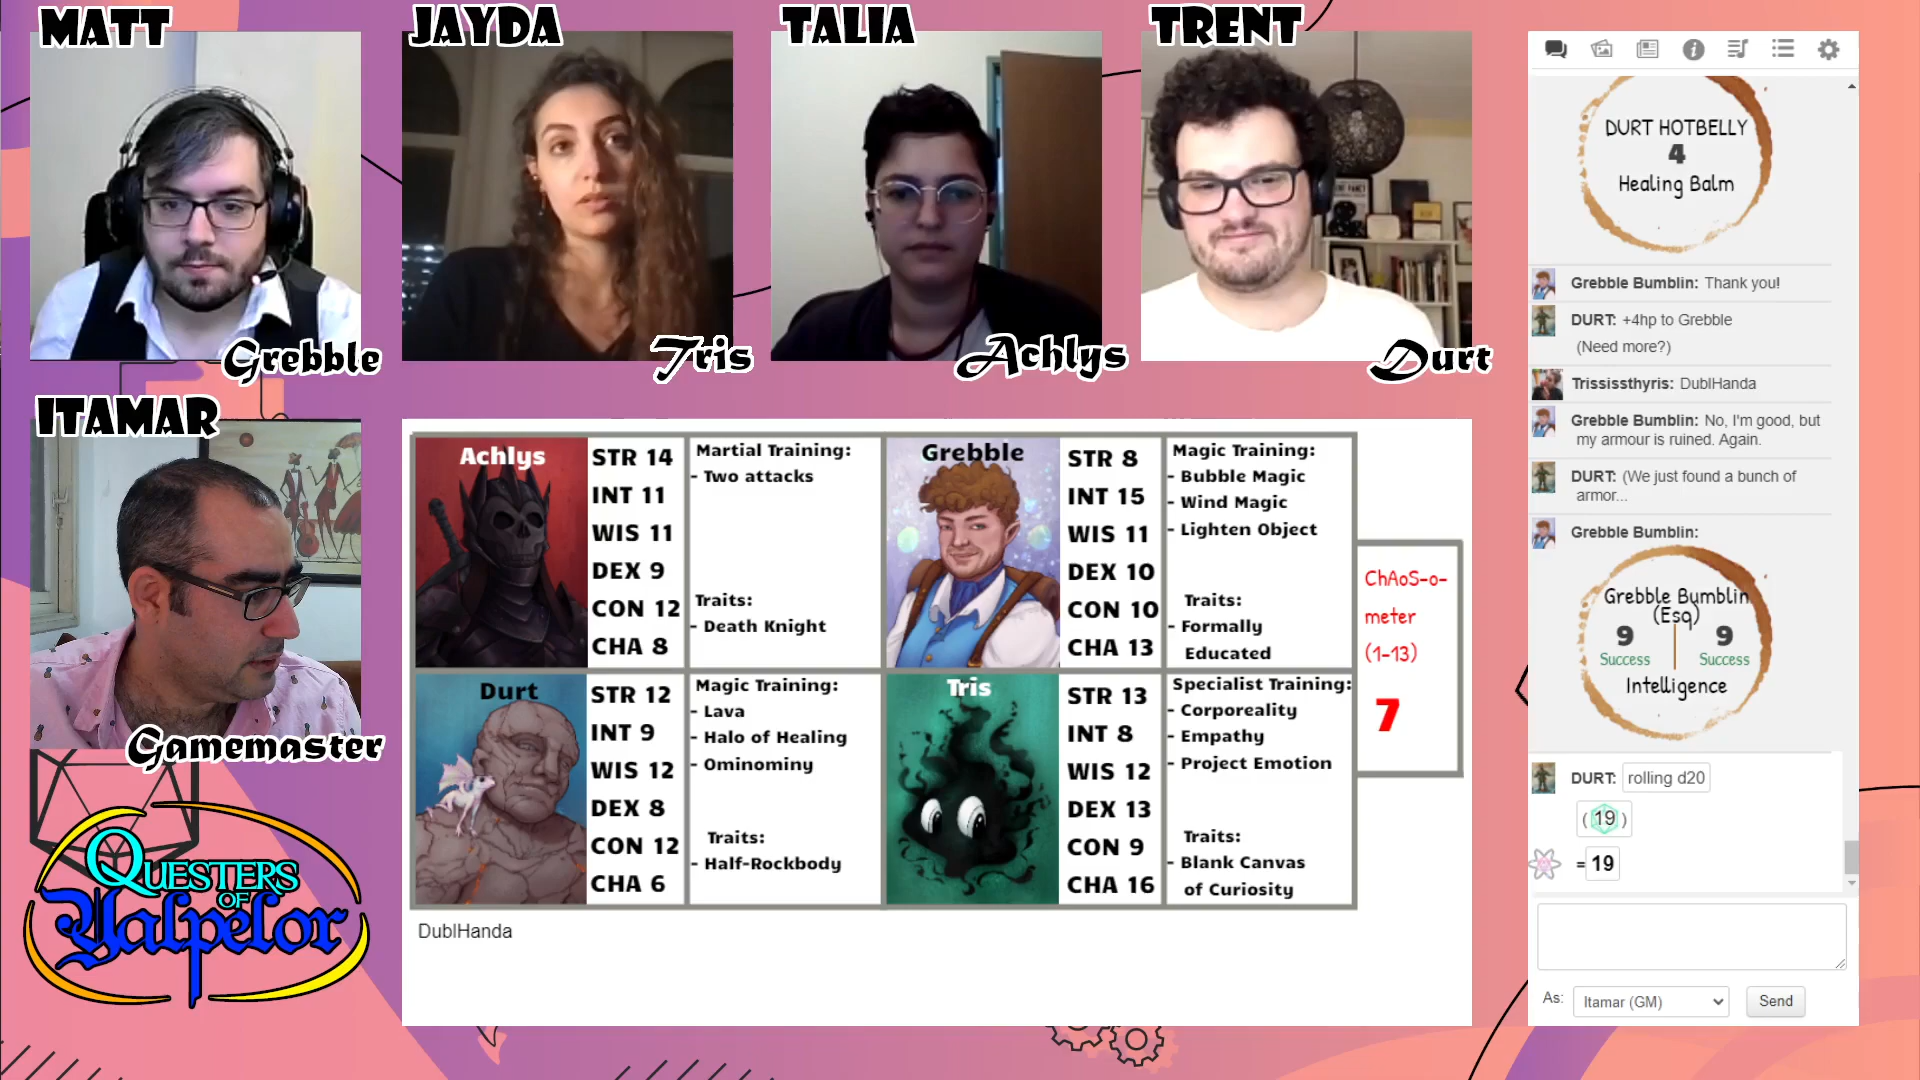 MATT
JAYDA
TALIA
TRENT
Grebble
Tris
Achlys
Durt
ITAMAR
Gamemaster
QUESTERS
OF
Yalpelor
Achlys
STR 14
INT 11
WIS 11
DEX 9
CON 12
CHA 8
Martial Training:
- Two attacks
Traits:
- Death Knight
Grebble
STR 8
INT 15
WIS 11
DEX 10
CON 10
CHA 13
Magic Training:
- Bubble Magic
- Wind Magic
- Lighten Object
Traits:
- Formally
Educated
Durt
STR 12
INT 9
WIS 12
DEX 8
CON 12
CHA 6
Magic Training:
- Lava
- Halo of Healing
- Ominominy
Traits:
- Half-Rockbody
Tris
STR 13
INT 8
WIS 12
DEX 13
CON 9
CHA 16
Specialist Training:
- Corporeality
- Empathy
- Project Emotion
Traits:
- Blank Canvas
of Curiosity
ChAoS-o-
meter
(1-13)
7
DublHanda
DURT HOTBELLY
4
Healing Balm
Grebble Bumblin: Thank you!
DURT: +4hp to Grebble
(Need more?)
Trississthyris: DublHanda
Grebble Bumblin: No, I'm good, but
my armour is ruined. Again.
DURT: (We just found a bunch of
armor...
Grebble Bumblin:
Grebble Bumblin
(Esq)
9 9
Success Success
Intelligence
DURT: rolling d20
(19)
=19
As: Itamar (GM) Send